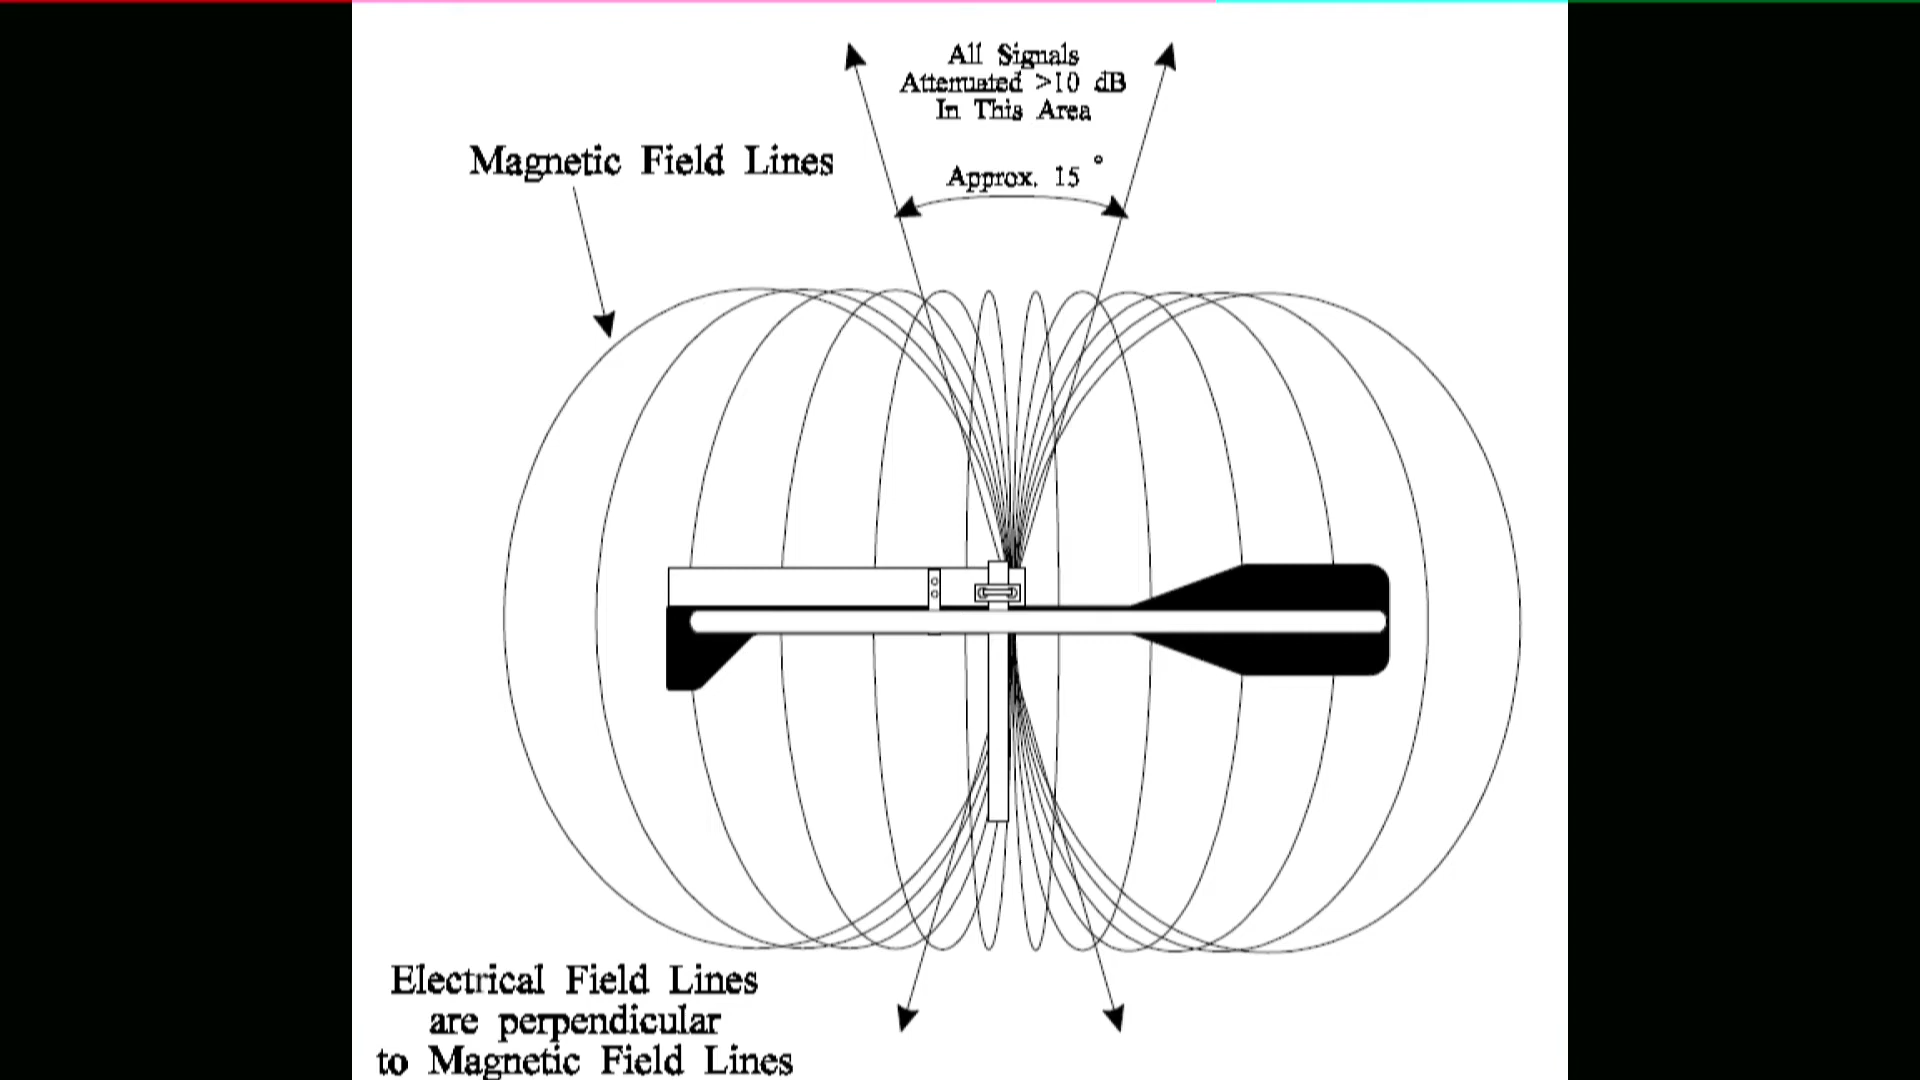 All Signals
Attenuated >10 dB
In This Area
Magnetic Field Lines
Approx. 15 °
Electrical Field Lines
are perpendicular
to Magnetic Field Lines